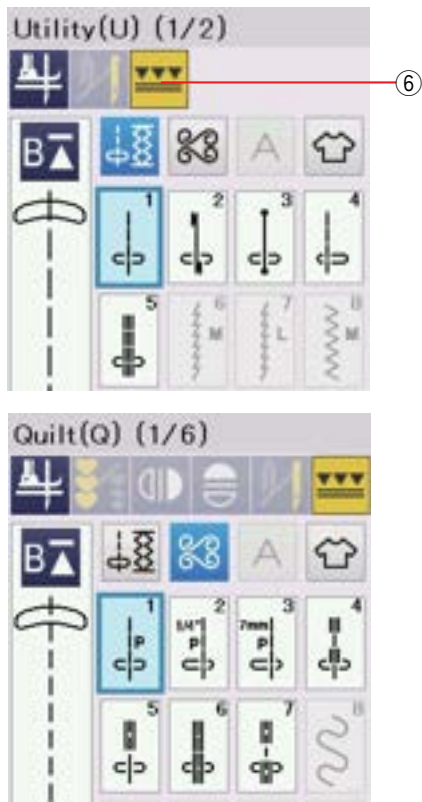 Utility(U) (1/2)
⑥
B A
1 2 3 4
5 6 M 7 L 8 M
Quilt(Q) (1/6)
B A
1 P 2 1/4" P 3 7mm P 4
5 6 7 8